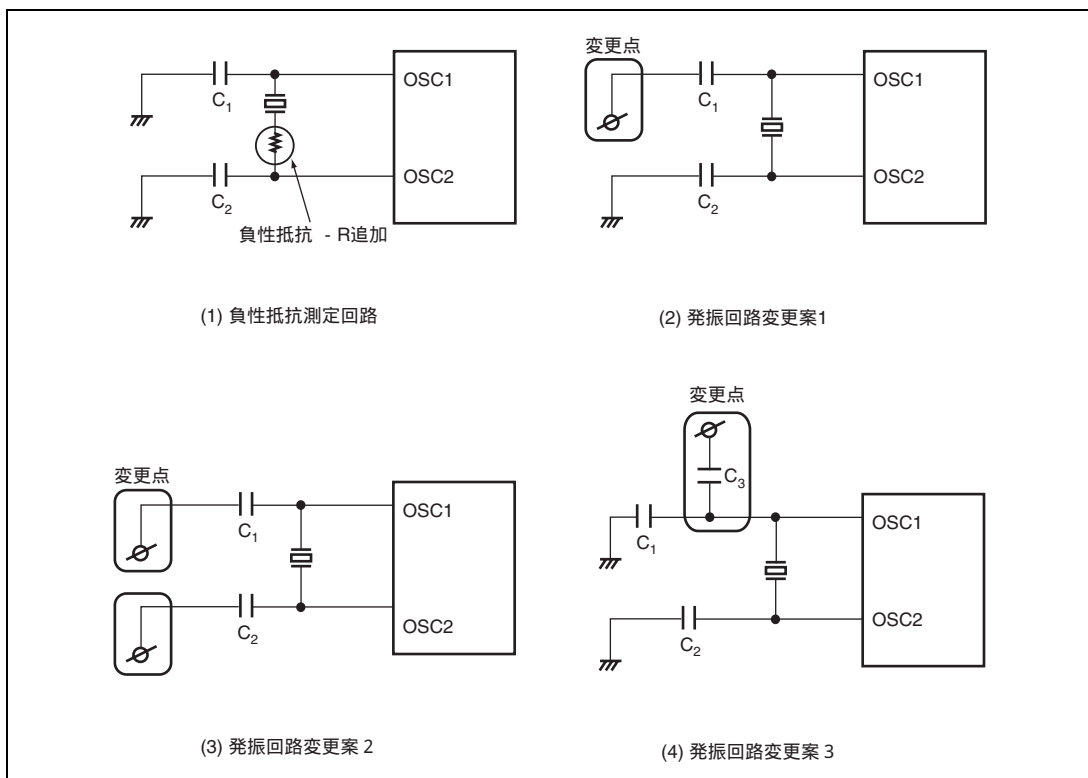 OSC1
C1
OSC2
C2
負性抵抗 - R追加
(1) 負性抵抗測定回路
変更点
OSC1
C1
OSC2
C2
(2) 発振回路変更案1
変更点
OSC1
C1
OSC2
C2
(3) 発振回路変更案 2
変更点
C3
OSC1
C1
OSC2
C2
(4) 発振回路変更案 3